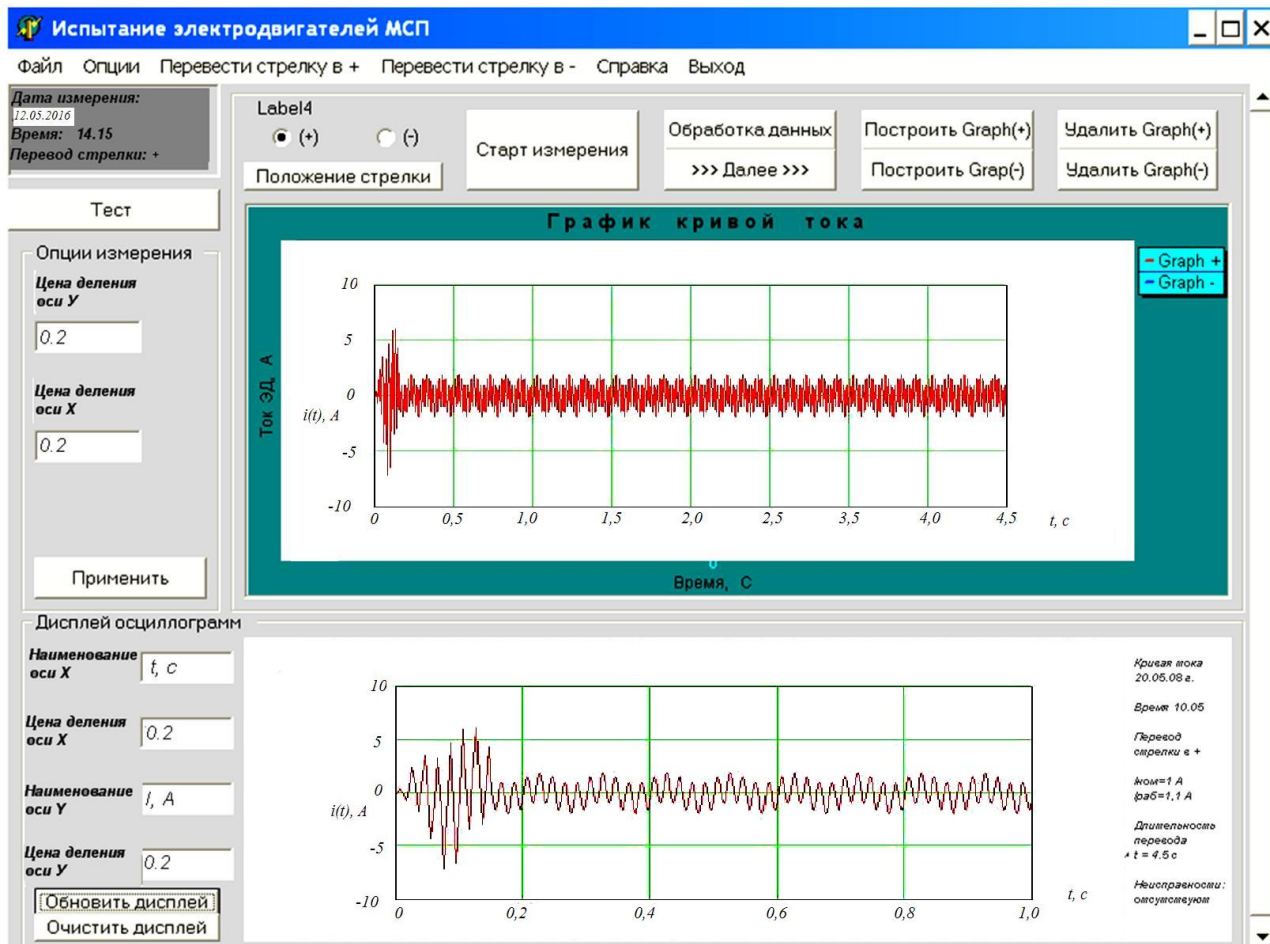 Испытание электродвигателей МСП
Файл Опции Перевести стрелку в + Перевести стрелку в - Справка Выход
Дата измерения:
12.05.2016
Время: 14.15
Перевод стрелки: +
Label4
(+) (-)
Положение стрелки
Старт измерения
Обработка данных
>>> Далее >>>
Построить Graph(+)
Построить Grap(-)
Удалить Graph(+)
Удалить Graph(-)
Тест
Опции измерения
Цена деления
оси У
0.2
Цена деления
оси X
0.2
Применить
График кривой тока
Graph +
Graph -
Ток ЭД, А
10
5
0
i(t), A
-5
-10
0 0,5 1,0 1,5 2,0 2,5 3,5 4,0 4,5 t, c
Время, С
Дисплей осциллограмм
Наименование
оси X
t, c
Цена деления
оси X
0.2
Наименование
оси Y
I, A
Цена деления
оси У
0.2
Обновить дисплей
Очистить дисплей
10
5
0
i(t), A
-5
-10
0 0,2 0,4 0,6 0,8 1,0
t, c
Кривая тока
20.05.08 г.
Время 10.05
Перевод
стрелки в +
Iном=1 А
Iраб=1,1 А
Длительность
перевода
t = 4.5 с
Неисправности:
отсутствуют